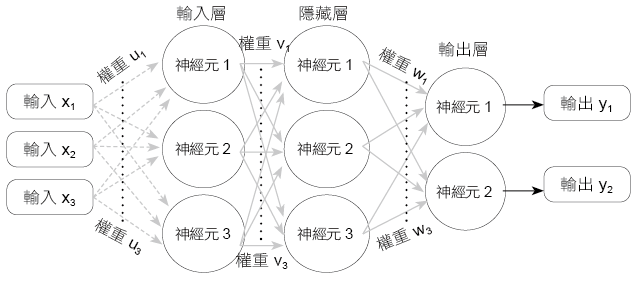 輸入層
隱藏層
輸出層
權重 u1
權重 v1
權重 w1
輸入 x1
輸入 x2
輸入 x3
神經元 1
神經元 2
神經元 3
神經元 1
神經元 2
神經元 3
神經元 1
神經元 2
輸出 y1
輸出 y2
權重 u3
權重 v3
權重 w3